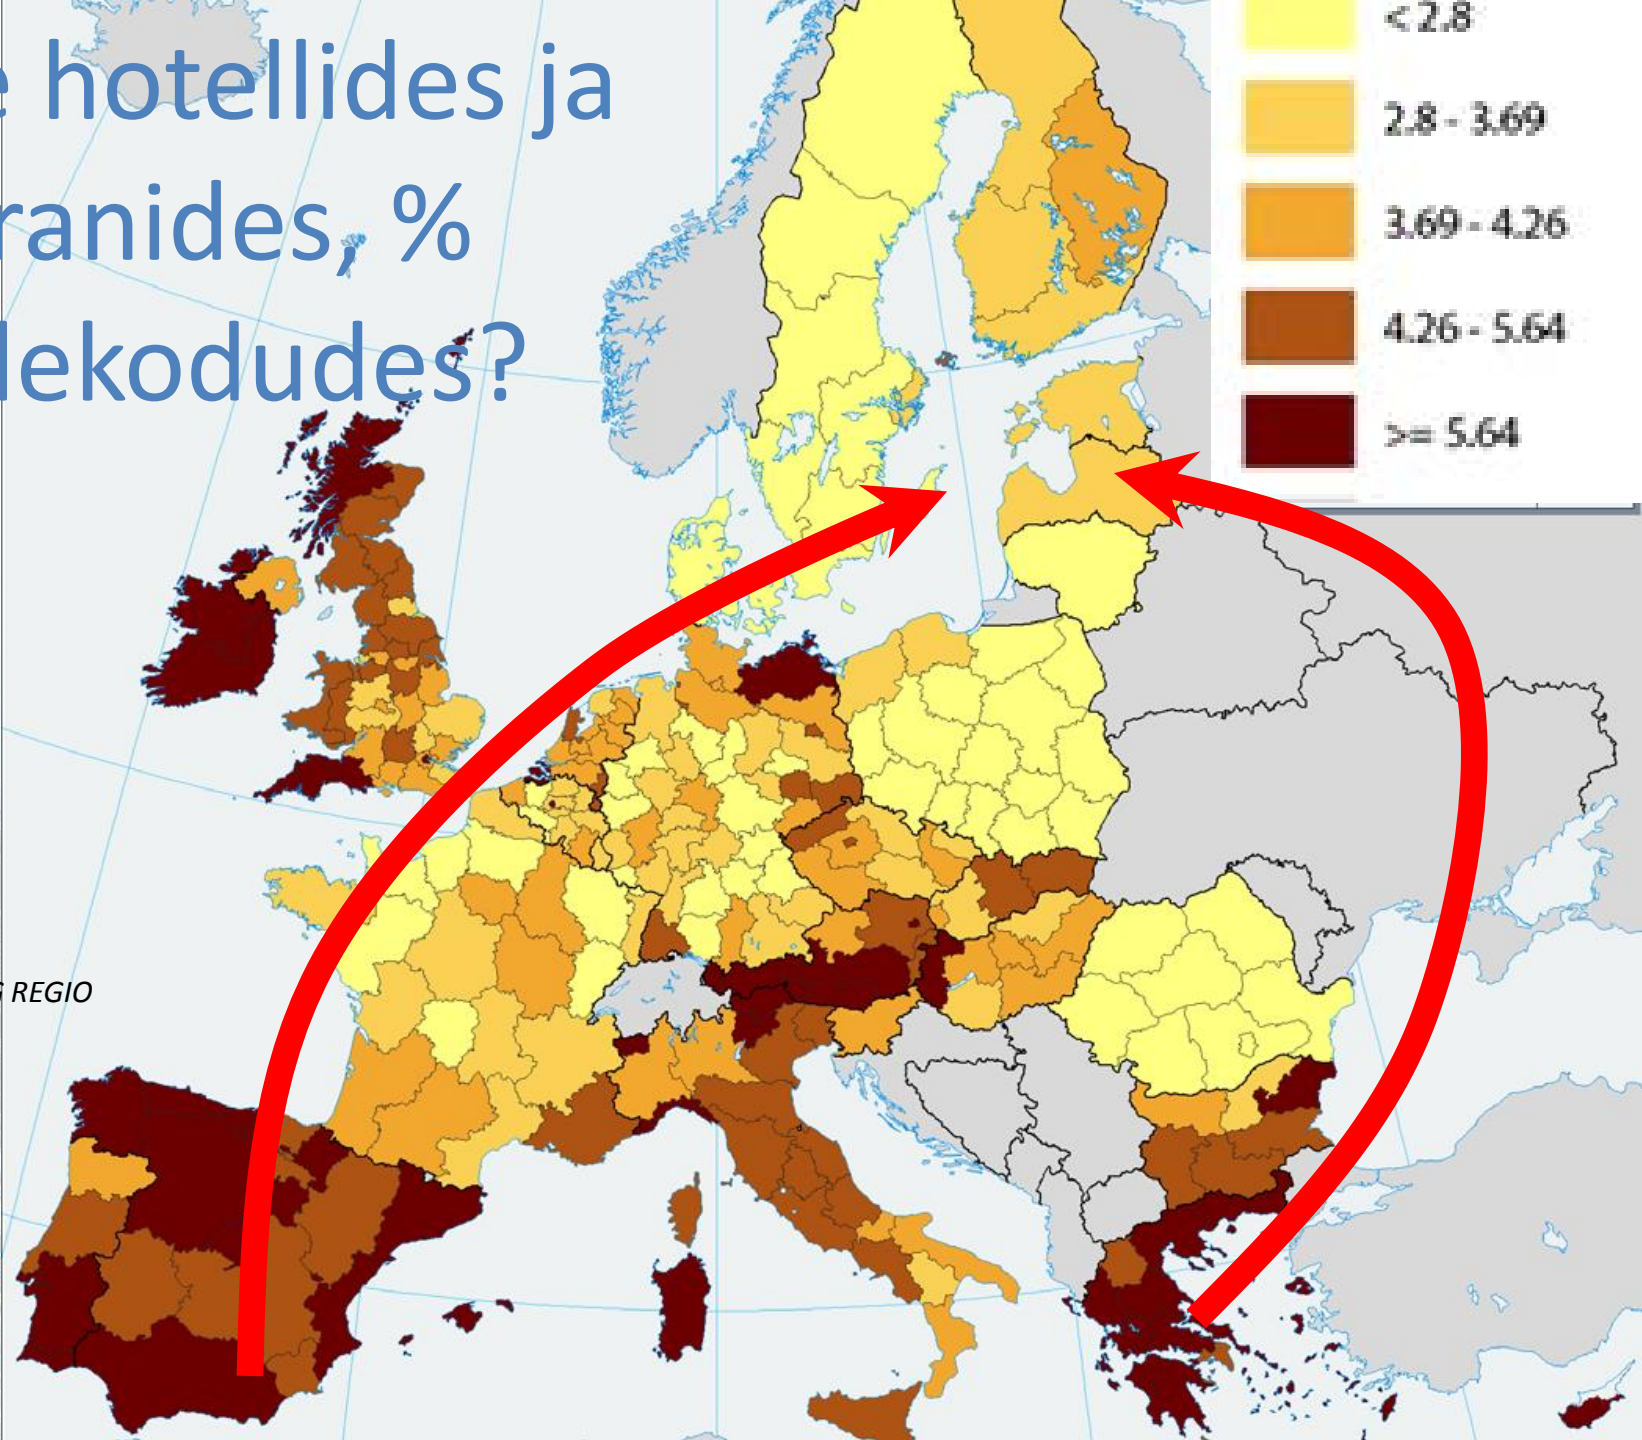 hotellides ja
ranides, %
lekodudes?
REGIO
< 2.8
2.8 - 3.69
3.69 - 4.26
4.26 - 5.64
>= 5.64